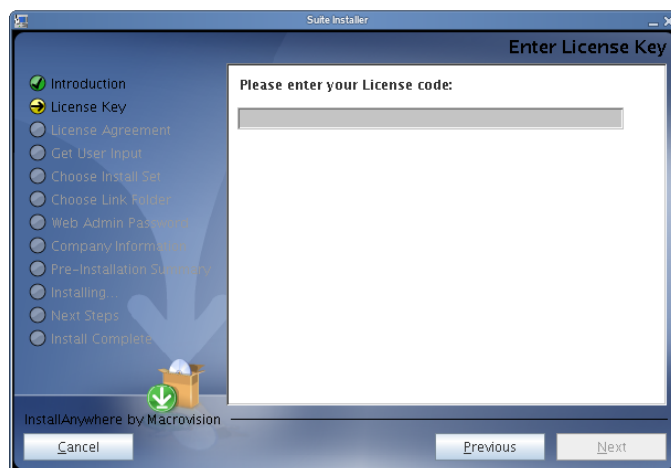 Suite Installer
Enter License Key
Introduction
License Key
License Agreement
Get User Input
Choose Install Set
Choose Link Folder
Web Admin Password
Company Information
Pre-Installation Summary
Installing...
Next Steps
Install Complete
Please enter your License code:
InstallAnywhere by Macrovision
Cancel
Previous
Next